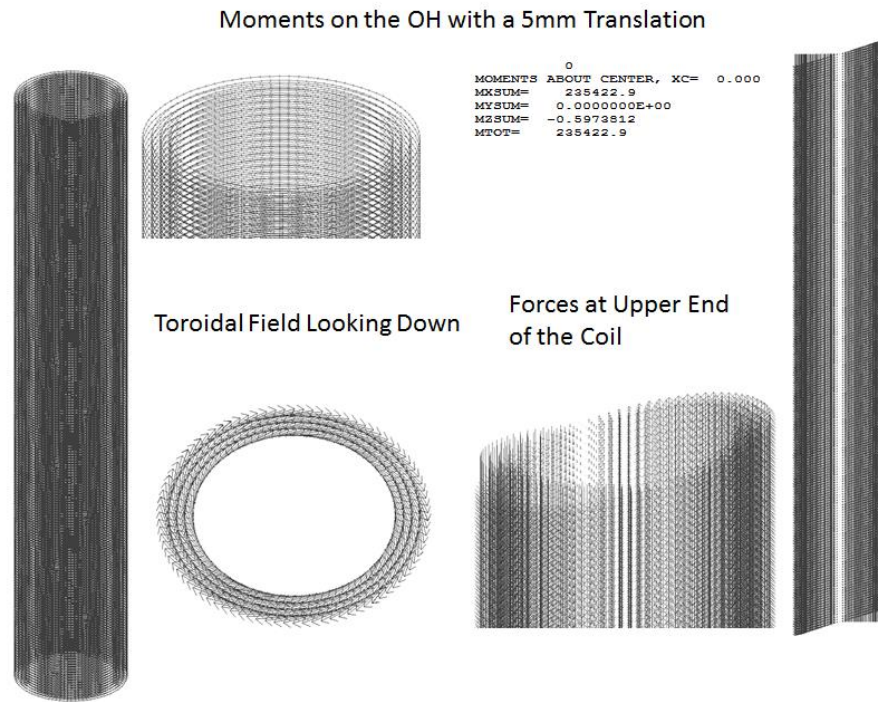 Moments on the OH with a 5mm Translation
0
MOMENTS ABOUT CENTER, XC= 0.000
MXSUM= 235422.9
MYSUM= 0.0000000E+00
MZSUM= -0.5973812
MTOT= 235422.9
Toroidal Field Looking Down
Forces at Upper End
of the Coil